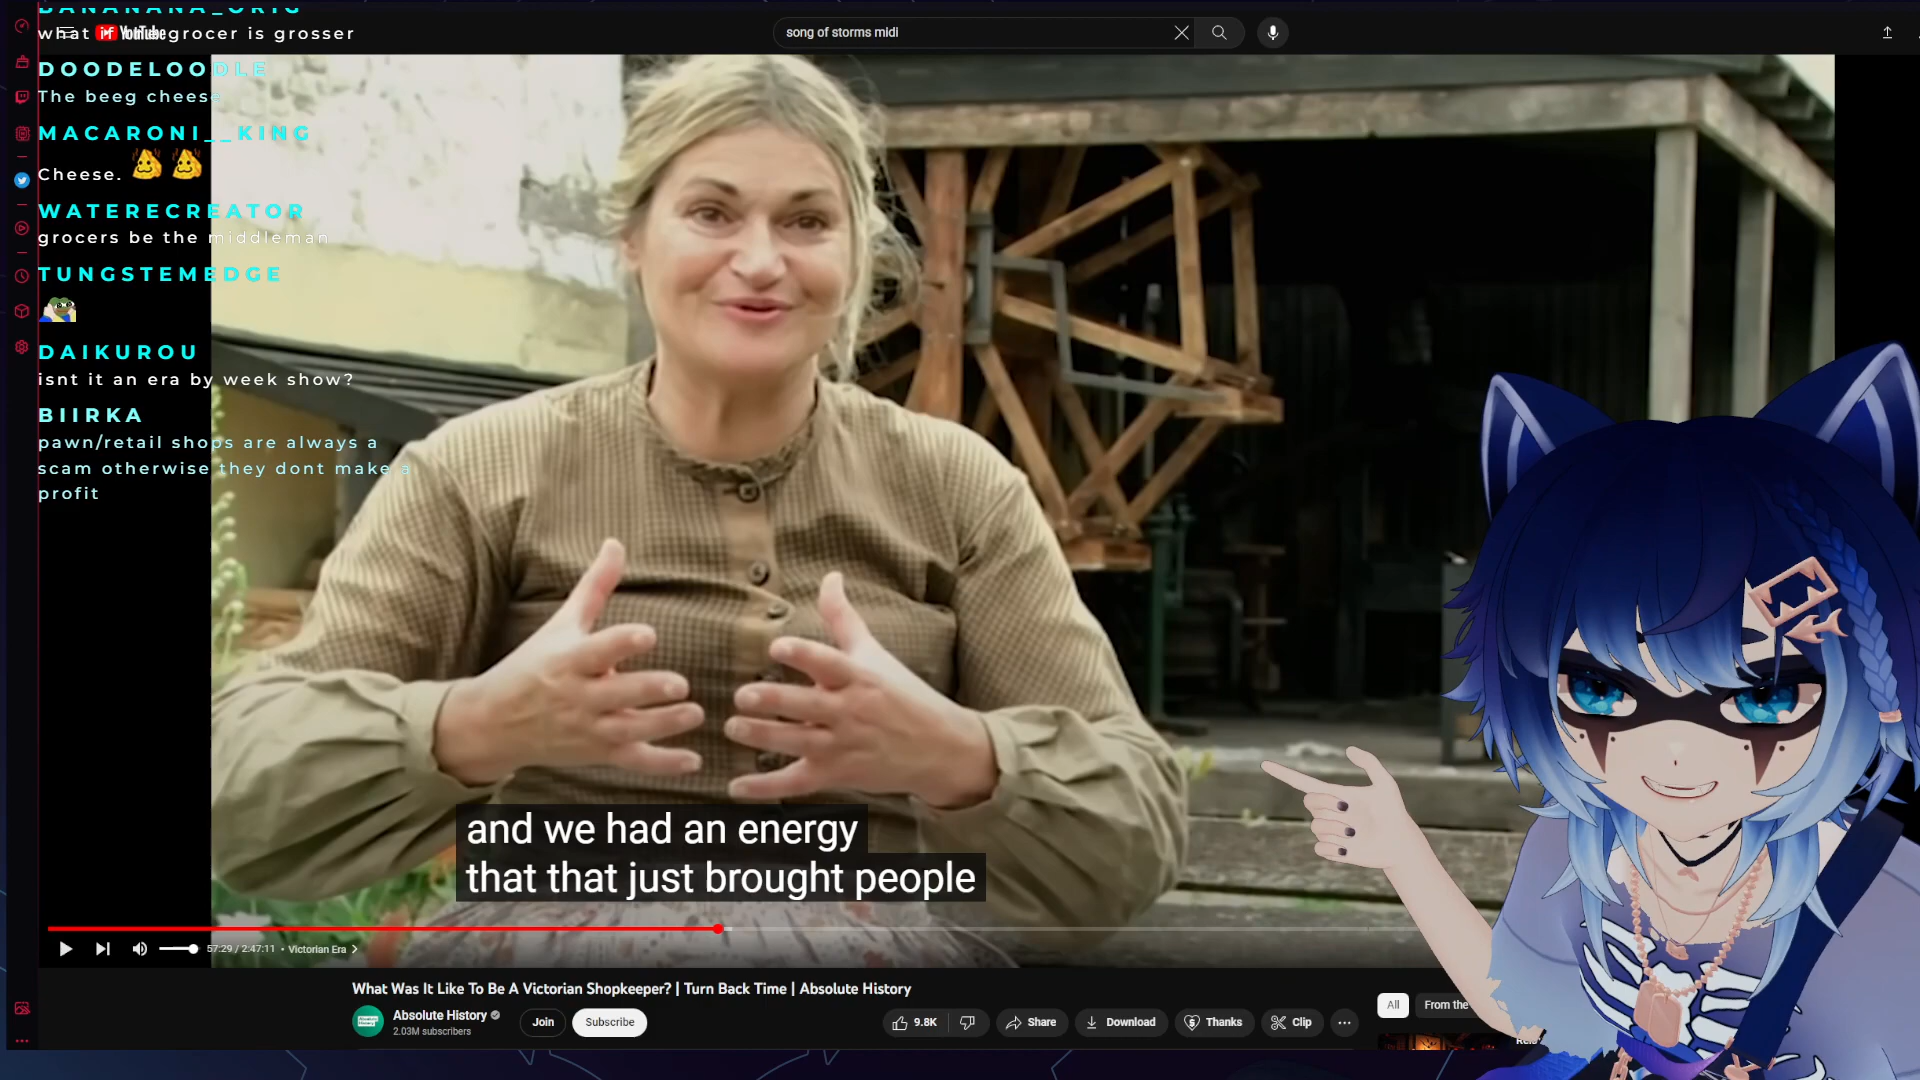 BANANANA_ORIG
what if the grocer is grosser
YouTube
song of storms midi
DOODELOODLE
The beeg cheese
MACARONI__KING
Cheese.
WATERECREATOR
grocers be the middleman
TUNGSTEMEDGE
DAIKUROU
isnt it an era by week show?
BIIRKA
pawn/retail shops are always a
scam otherwise they dont make a
profit
and we had an energy
that that just brought people
57:29 / 2:47:11 • Victorian Era
What Was It Like To Be A Victorian Shopkeeper? | Turn Back Time | Absolute History
Absolute History
2.03M subscribers
Join
Subscribe
9.8K
Share
Download
Thanks
Clip
All
From the